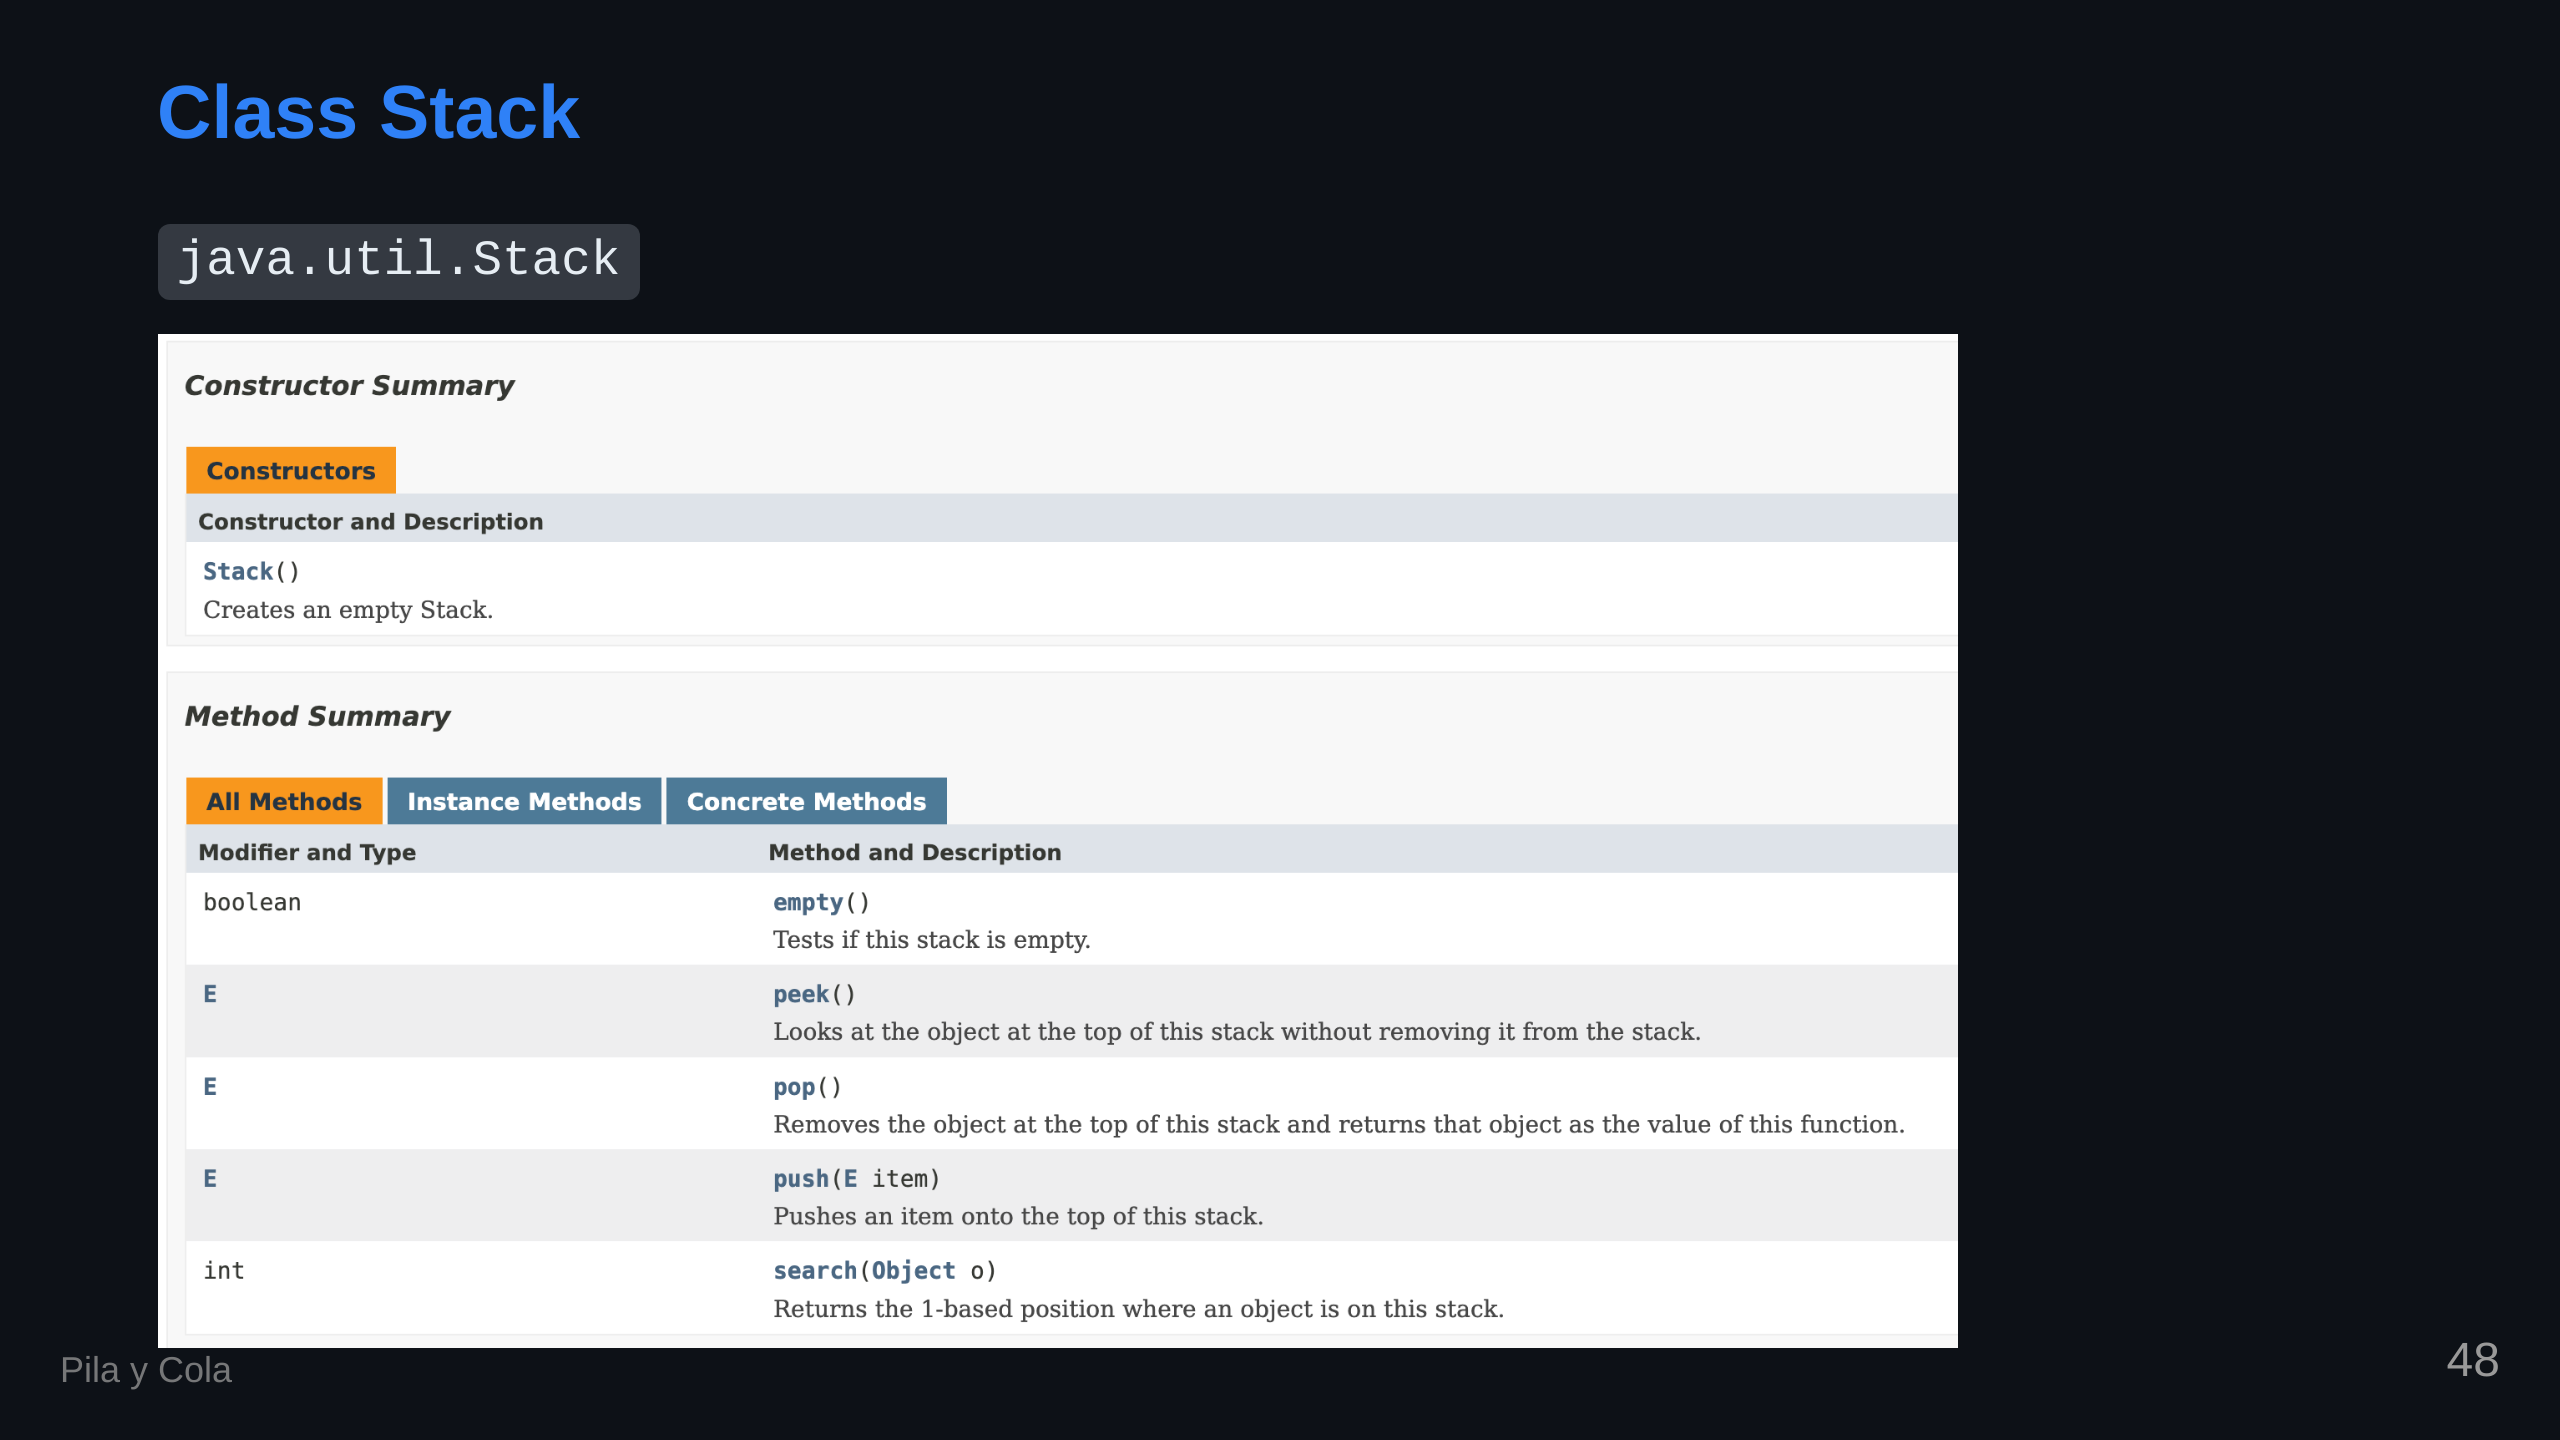 Class Stack
java.util.Stack
Constructor Summary
Constructors
Constructor and Description
Stack()
Creates an empty Stack.
Method Summary
All Methods Instance Methods Concrete Methods
Modifier and Type Method and Description
boolean empty()
Tests if this stack is empty.
E peek()
Looks at the object at the top of this stack without removing it from the stack.
E pop()
Removes the object at the top of this stack and returns that object as the value of this function.
E push(E item)
Pushes an item onto the top of this stack.
int search(Object o)
Returns the 1-based position where an object is on this stack.
Pila y Cola 48